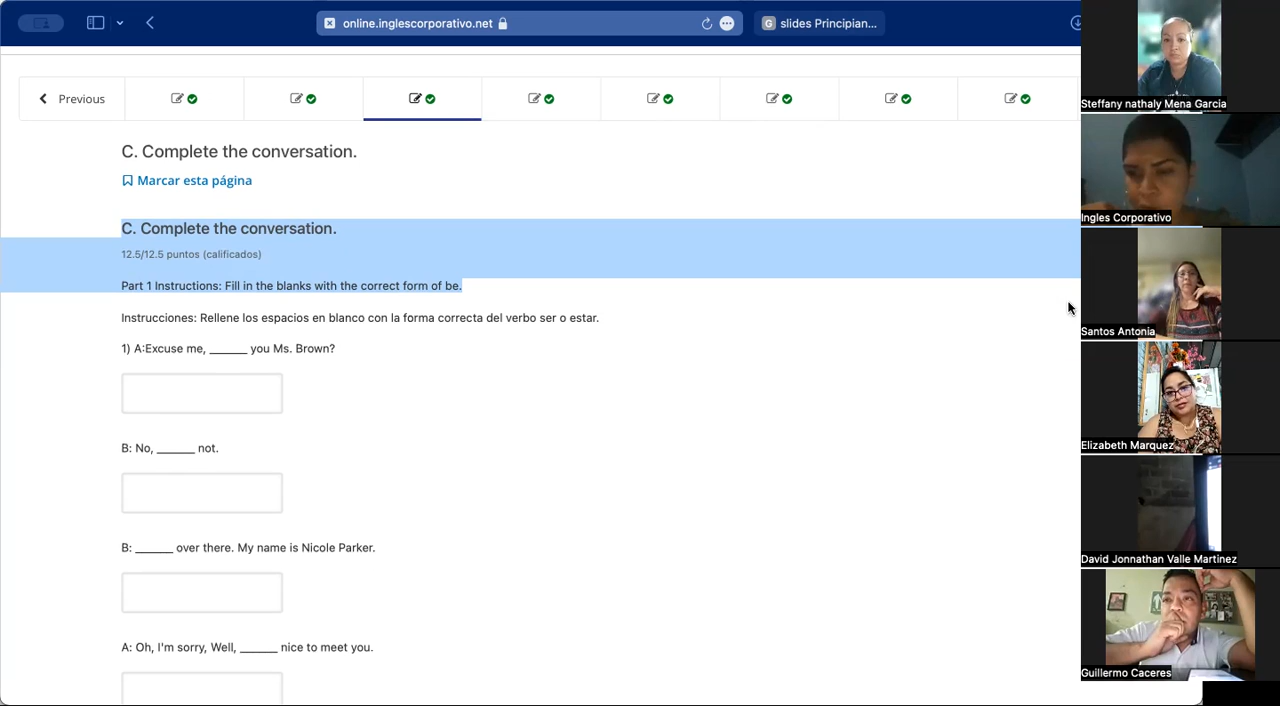 online.inglescorporativo.net
G slides Principian...
Previous
C. Complete the conversation.
Marcar esta página
C. Complete the conversation.
12.5/12.5 puntos (calificados)
Part 1 Instructions: Fill in the blanks with the correct form of be.
Instrucciones: Rellene los espacios en blanco con la forma correcta del verbo ser o estar.
1) A:Excuse me, ______ you Ms. Brown?
B: No, ______ not.
B: ______ over there. My name is Nicole Parker.
A: Oh, I'm sorry, Well, ______ nice to meet you.
Steffany nathaly Mena Garcia
Ingles Corporativo
Santos Antonia
Elizabeth Marquez
David Jonnathan Valle Martinez
Guillermo Caceres